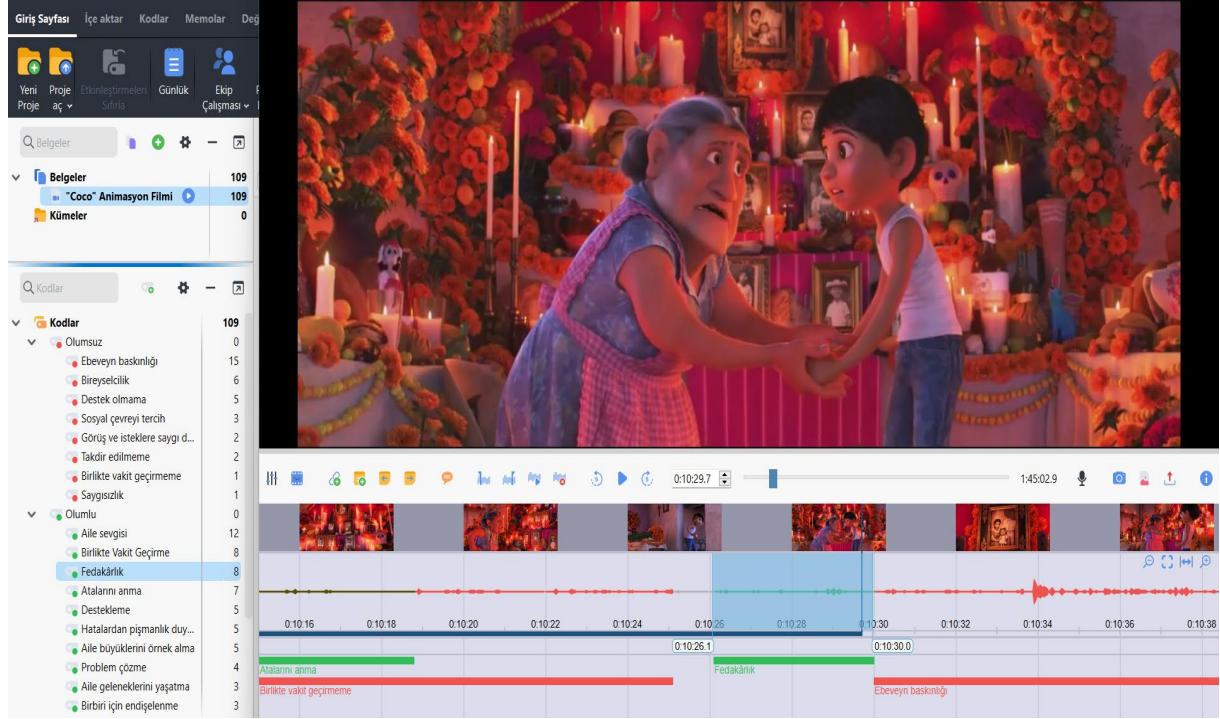 Giriş Sayfası İçe aktar Kodlar Memolar Değ
Yeni Proje
Proje aç
Etkinleştirmeleri Sıfırla
Günlük
Ekip Çalışması
Belgeler
Belgeler 109
"Coco" Animasyon Filmi 109
Kümeler 0
Kodlar
Kodlar 109
Olumsuz 0
Ebeveyn baskınlığı 15
Bireyselcilik 6
Destek olmama 5
Sosyal çevreyi tercih 3
Görüş ve isteklere saygı d... 2
Takdir edilmeme 2
Birlikte vakit geçirmeme 1
Saygısızlık 1
Olumlu 0
Aile sevgisi 12
Birlikte Vakit Geçirme 8
Fedakârlık 8
Atalarını anma 7
Destekleme 5
Hatalardan pişmanlık duy... 5
Aile büyüklerini örnek alma 5
Problem çözme 4
Aile geleneklerini yaşatma 3
Birbiri için endişelenme 3
0:10:29.7 1:45:02.9
0:10:16 0:10:18 0:10:20 0:10:22 0:10:24 0:10:26 0:10:28 0:10:30 0:10:32 0:10:34 0:10:36 0:10:38
0:10:26.1 0:10:30.0
Atalarını anma Fedakârlık
Birlikte vakit geçirmeme Ebeveyn baskınlığı